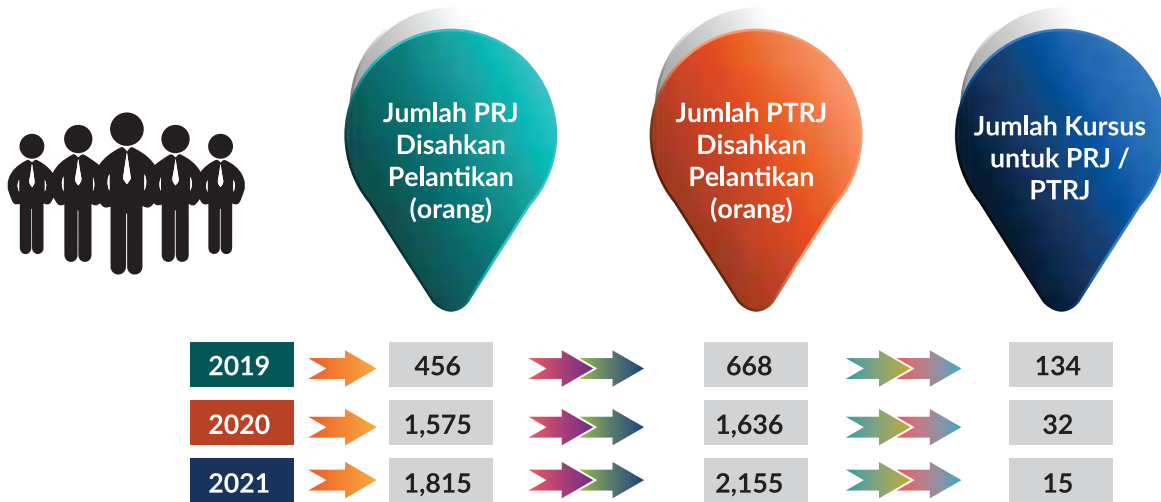 Jumlah PRJ
Disahkan
Pelantikan
(orang)
Jumlah PTRJ
Disahkan
Pelantikan
(orang)
Jumlah Kursus
untuk PRJ /
PTRJ
2019 456 668 134
2020 1,575 1,636 32
2021 1,815 2,155 15